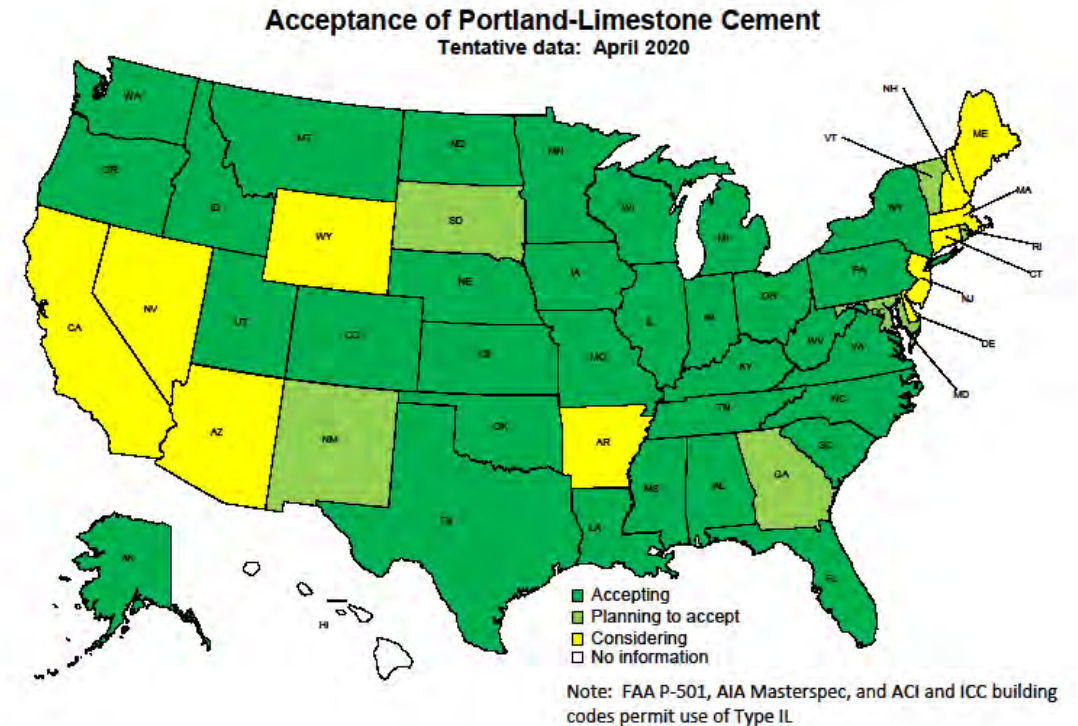 Acceptance of Portland-Limestone Cement
Tentative data: April 2020
NH
WA
ME
VT
MT
ND
MN
OR
MA
ID
WI
NY
SD
WY
MI
RI
IA
PA
CT
NE
OH
NJ
NV
IL
IN
CA
UT
CO
WV
DE
VA
KS
MO
KY
MD
NC
TN
OK
AZ
NM
AR
SC
GA
MS
AL
TX
LA
AK
FL
HI
Accepting
Planning to accept
Considering
No information
Note: FAA P-501, AIA Masterspec, and ACI and ICC building
codes permit use of Type IL